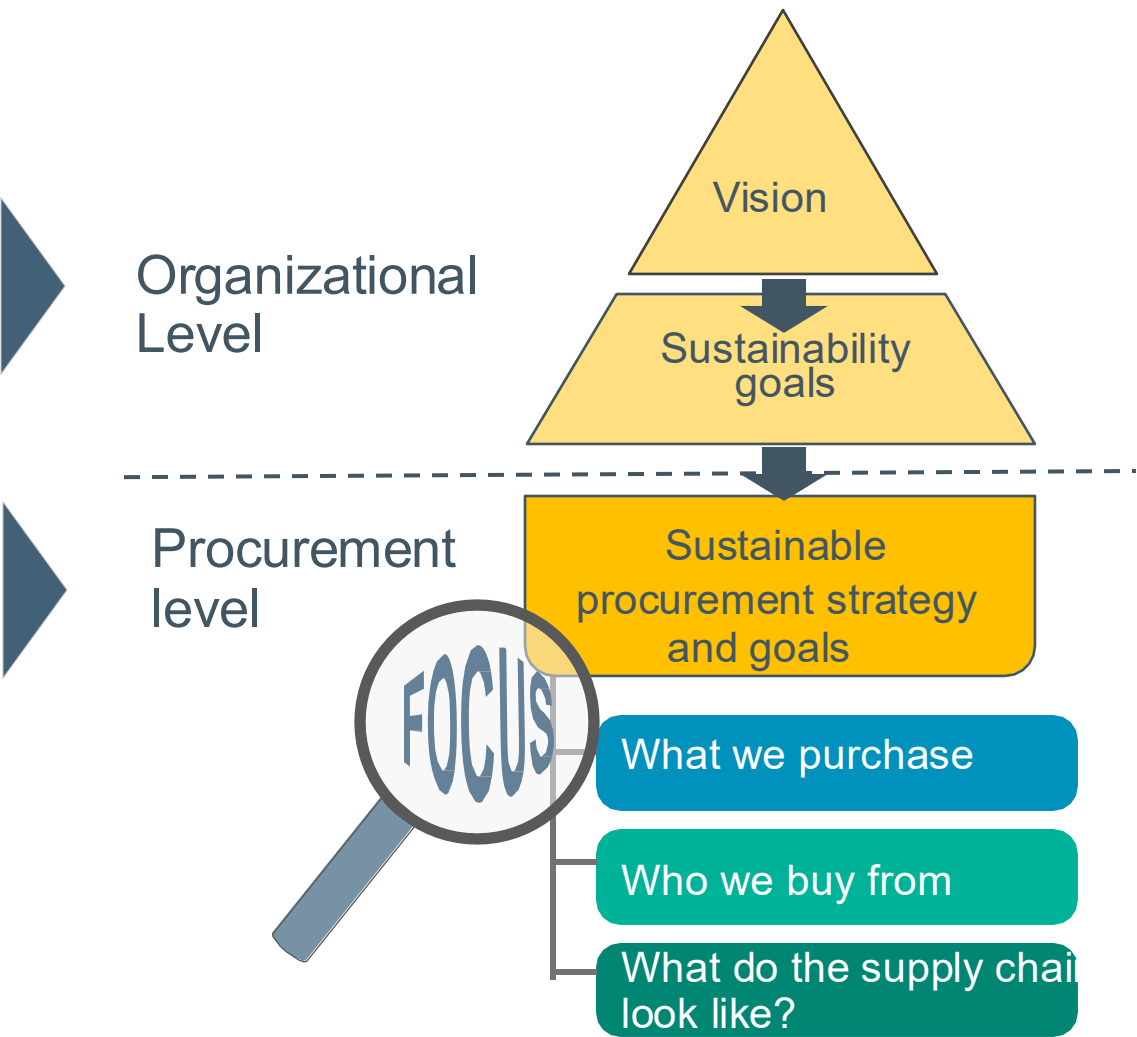 Vision
Organizational
Level
Sustainability
goals
Procurement
level
Sustainable
procurement strategy
and goals
FOCUS
What we purchase
Who we buy from
What do the supply chai
look like?